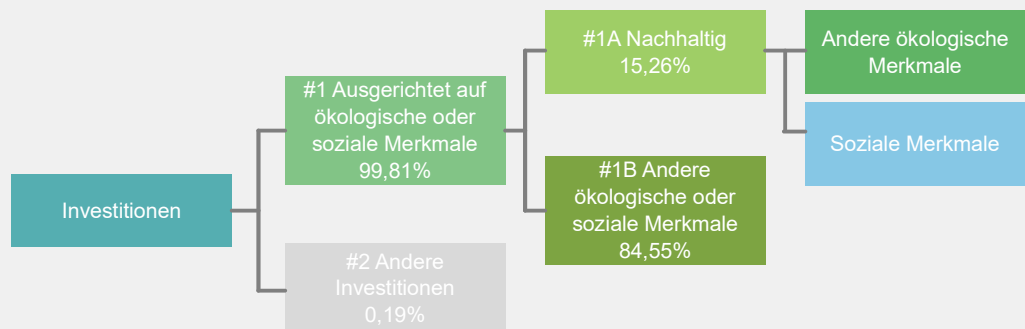 Investitionen
#1 Ausgerichtet auf
ökologische oder
soziale Merkmale
99,81%
#2 Andere
Investitionen
0,19%
#1A Nachhaltig
15,26%
#1B Andere
ökologische oder
soziale Merkmale
84,55%
Andere ökologische
Merkmale
Soziale Merkmale